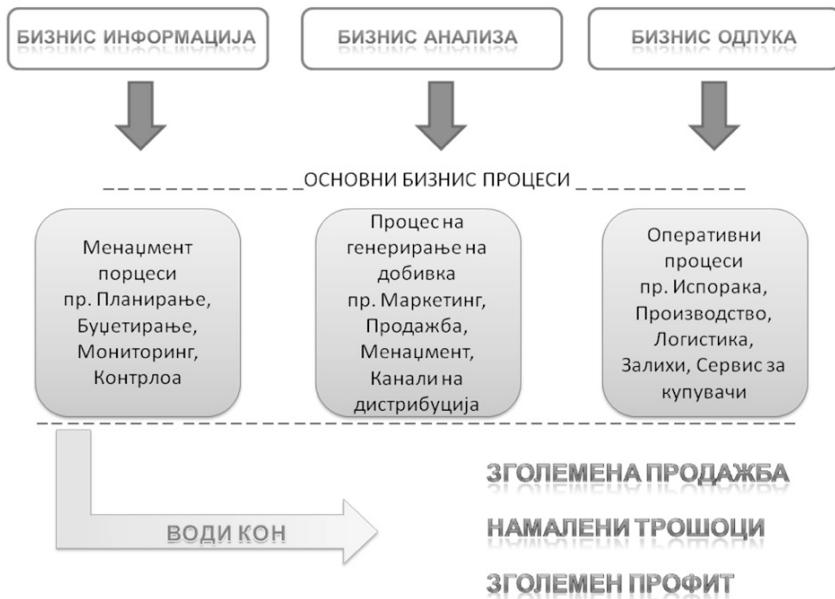 БИЗНИС ИНФОРМАЦИЈА
БИЗНИС АНАЛИЗА
БИЗНИС ОДЛУКА
ОСНОВНИ БИЗНИС ПРОЦЕСИ
Менаџмент
порцеси
пр. Планирање,
Буџетирање,
Мониторинг,
Контрлоа
Процес на
генерирање на
добивка
пр. Маркетинг,
Продажба,
Менаџмент,
Канали на
дистрибуција
Оперативни
процеси
пр. Испорака,
Производство,
Логистика,
Залихи, Сервис за
купувачи
ВОДИ КОН
ЗГОЛЕМЕНА ПРОДАЖБА
НАМАЛЕНИ ТРОШОЦИ
ЗГОЛЕМЕН ПРОФИТ